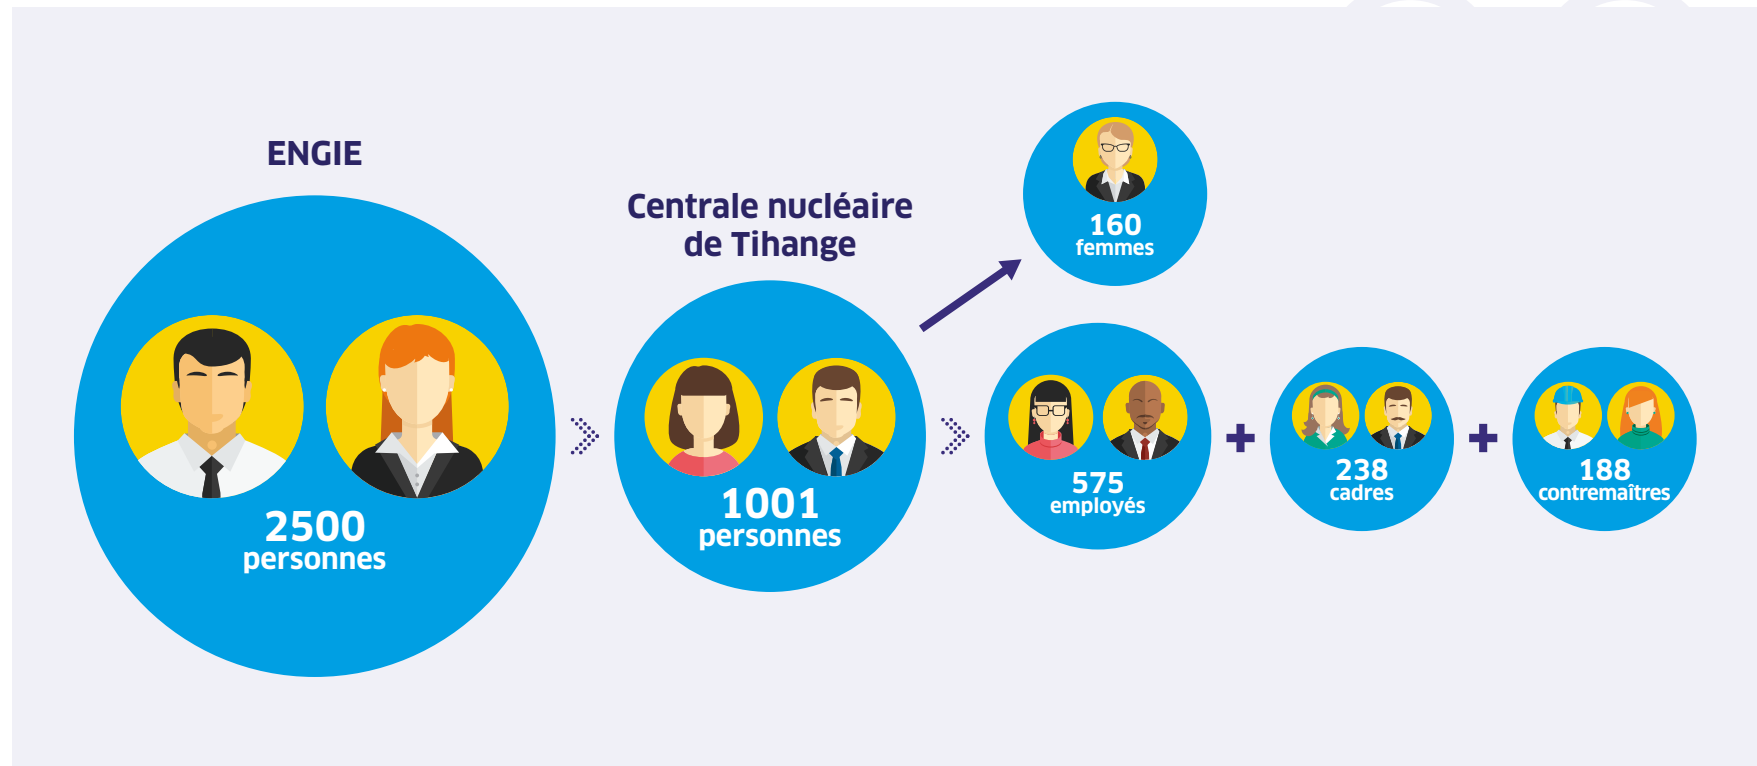 ENGIE
2500
personnes
Centrale nucléaire
de Tihange
1001
personnes
160
femmes
575
employés
238
cadres
188
contremaîtres